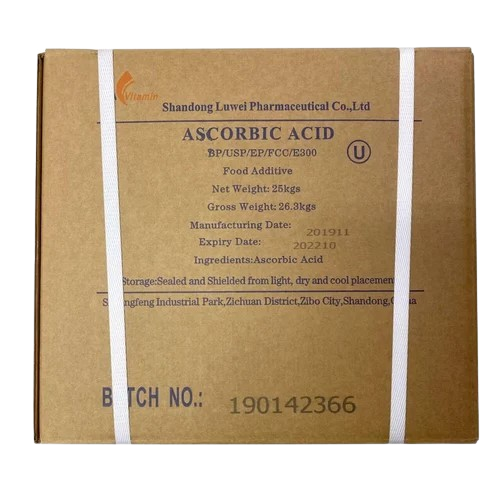 Vitamin
Shandong Luwei Pharmaceutical Co.,Ltd
ASCORBIC ACID
BP/USP/EP/FCC/E300
U
Food Additive
Net Weight: 25kgs
Gross Weight: 26.3kgs
Manufacturing Date: 201911
Expiry Date: 202210
Ingredients:Ascorbic Acid
Storage:Sealed and Shielded from light, dry and cool placement
Industrial Park,Zichuan District,Zibo City,Shandong,
NO.: 190142366